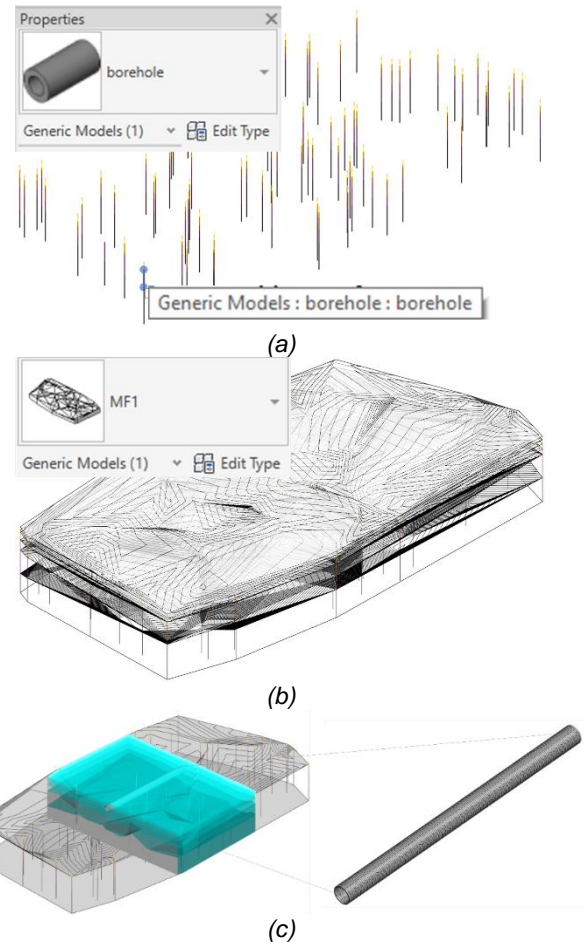 Properties
borehole
Generic Models (1)
Edit Type
Generic Models : borehole : borehole
(a)
MF1
Generic Models (1)
Edit Type
(b)
(c)